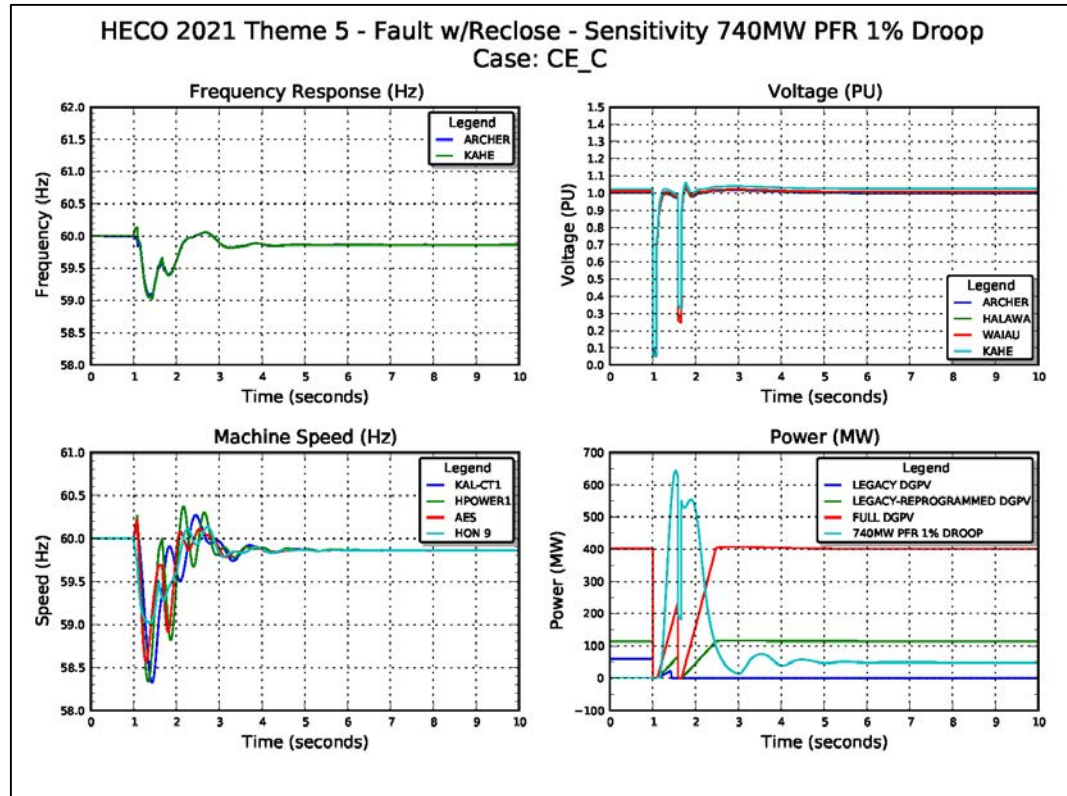 HECO 2021 Theme 5 - Fault w/Reclose - Sensitivity 740MW PFR 1% Droop
Case: CE_C
Frequency Response (Hz)
62.0
61.5
61.0
60.5
60.0
59.5
59.0
58.5
58.0
Frequency (Hz)
Legend
ARCHER
KAHE
0 1 2 3 4 5 6 7 8 9 10
Time (seconds)
Voltage (PU)
1.5
1.4
1.3
1.2
1.1
1.0
0.9
0.8
0.7
0.6
0.5
0.4
0.3
0.2
0.1
0.0
Voltage (PU)
Legend
ARCHER
HALAWA
WAIAU
KAHE
0 1 2 3 4 5 6 7 8 9 10
Time (seconds)
Machine Speed (Hz)
61.0
60.5
60.0
59.5
59.0
58.5
58.0
Speed (Hz)
Legend
KAL-CT1
HPOWER1
AES
HON 9
0 1 2 3 4 5 6 7 8 9 10
Time (seconds)
Power (MW)
700
600
500
400
300
200
100
0
−100
Power (MW)
Legend
LEGACY DGPV
LEGACY-REPROGRAMMED DGPV
FULL DGPV
740MW PFR 1% DROOP
0 1 2 3 4 5 6 7 8 9 10
Time (seconds)